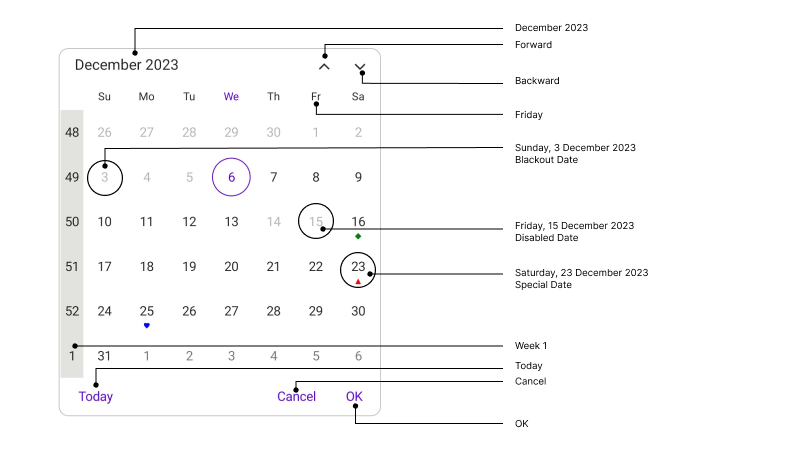 December 2023
Forward
December 2023
Backward
Su Mo Tu We Th Fr Sa
Friday
48 26 27 28 29 30 1 2
Sunday, 3 December 2023
Blackout Date
49 3 4 5 6 7 8 9
50 10 11 12 13 14 15 16
Friday, 15 December 2023
Disabled Date
51 17 18 19 20 21 22 23
Saturday, 23 December 2023
Special Date
52 24 25 26 27 28 29 30
Week 1
1 31 1 2 3 4 5 6
Today
Cancel
Today Cancel OK
OK